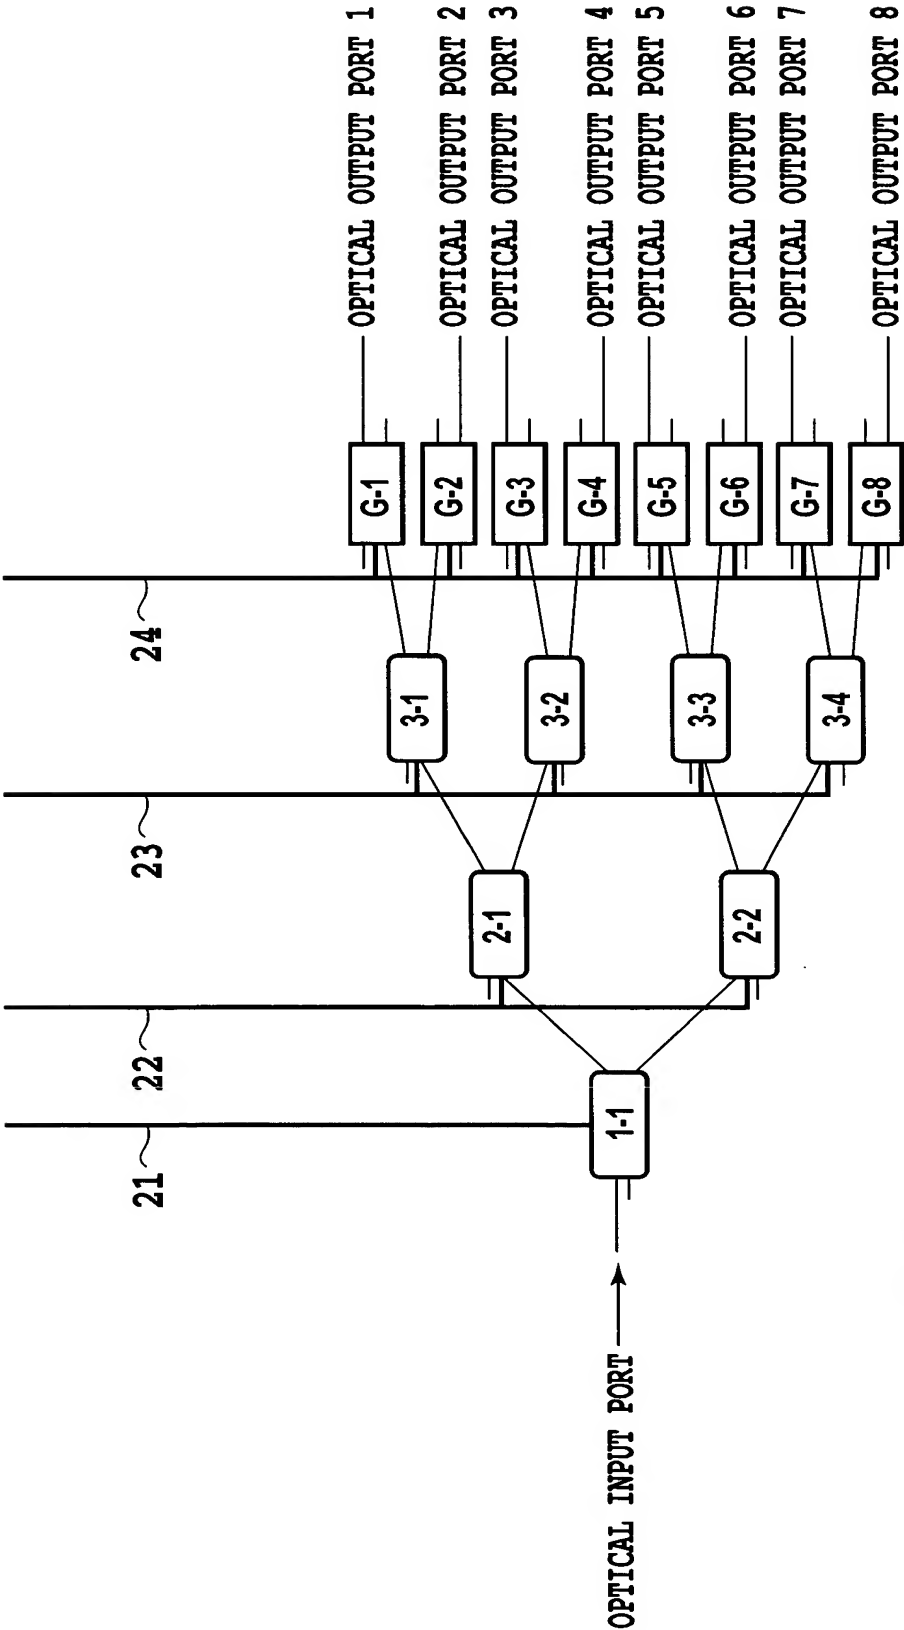 OPTICAL OUTPUT PORT 1
OPTICAL OUTPUT PORT 2
OPTICAL OUTPUT PORT 3
OPTICAL OUTPUT PORT 4
OPTICAL OUTPUT PORT 5
OPTICAL OUTPUT PORT 6
OPTICAL OUTPUT PORT 7
OPTICAL OUTPUT PORT 8
G-1
G-2
G-3
G-4
G-5
G-6
G-7
G-8
24
3-1
3-2
3-3
3-4
23
2-1
2-2
22
1-1
21
OPTICAL INPUT PORT